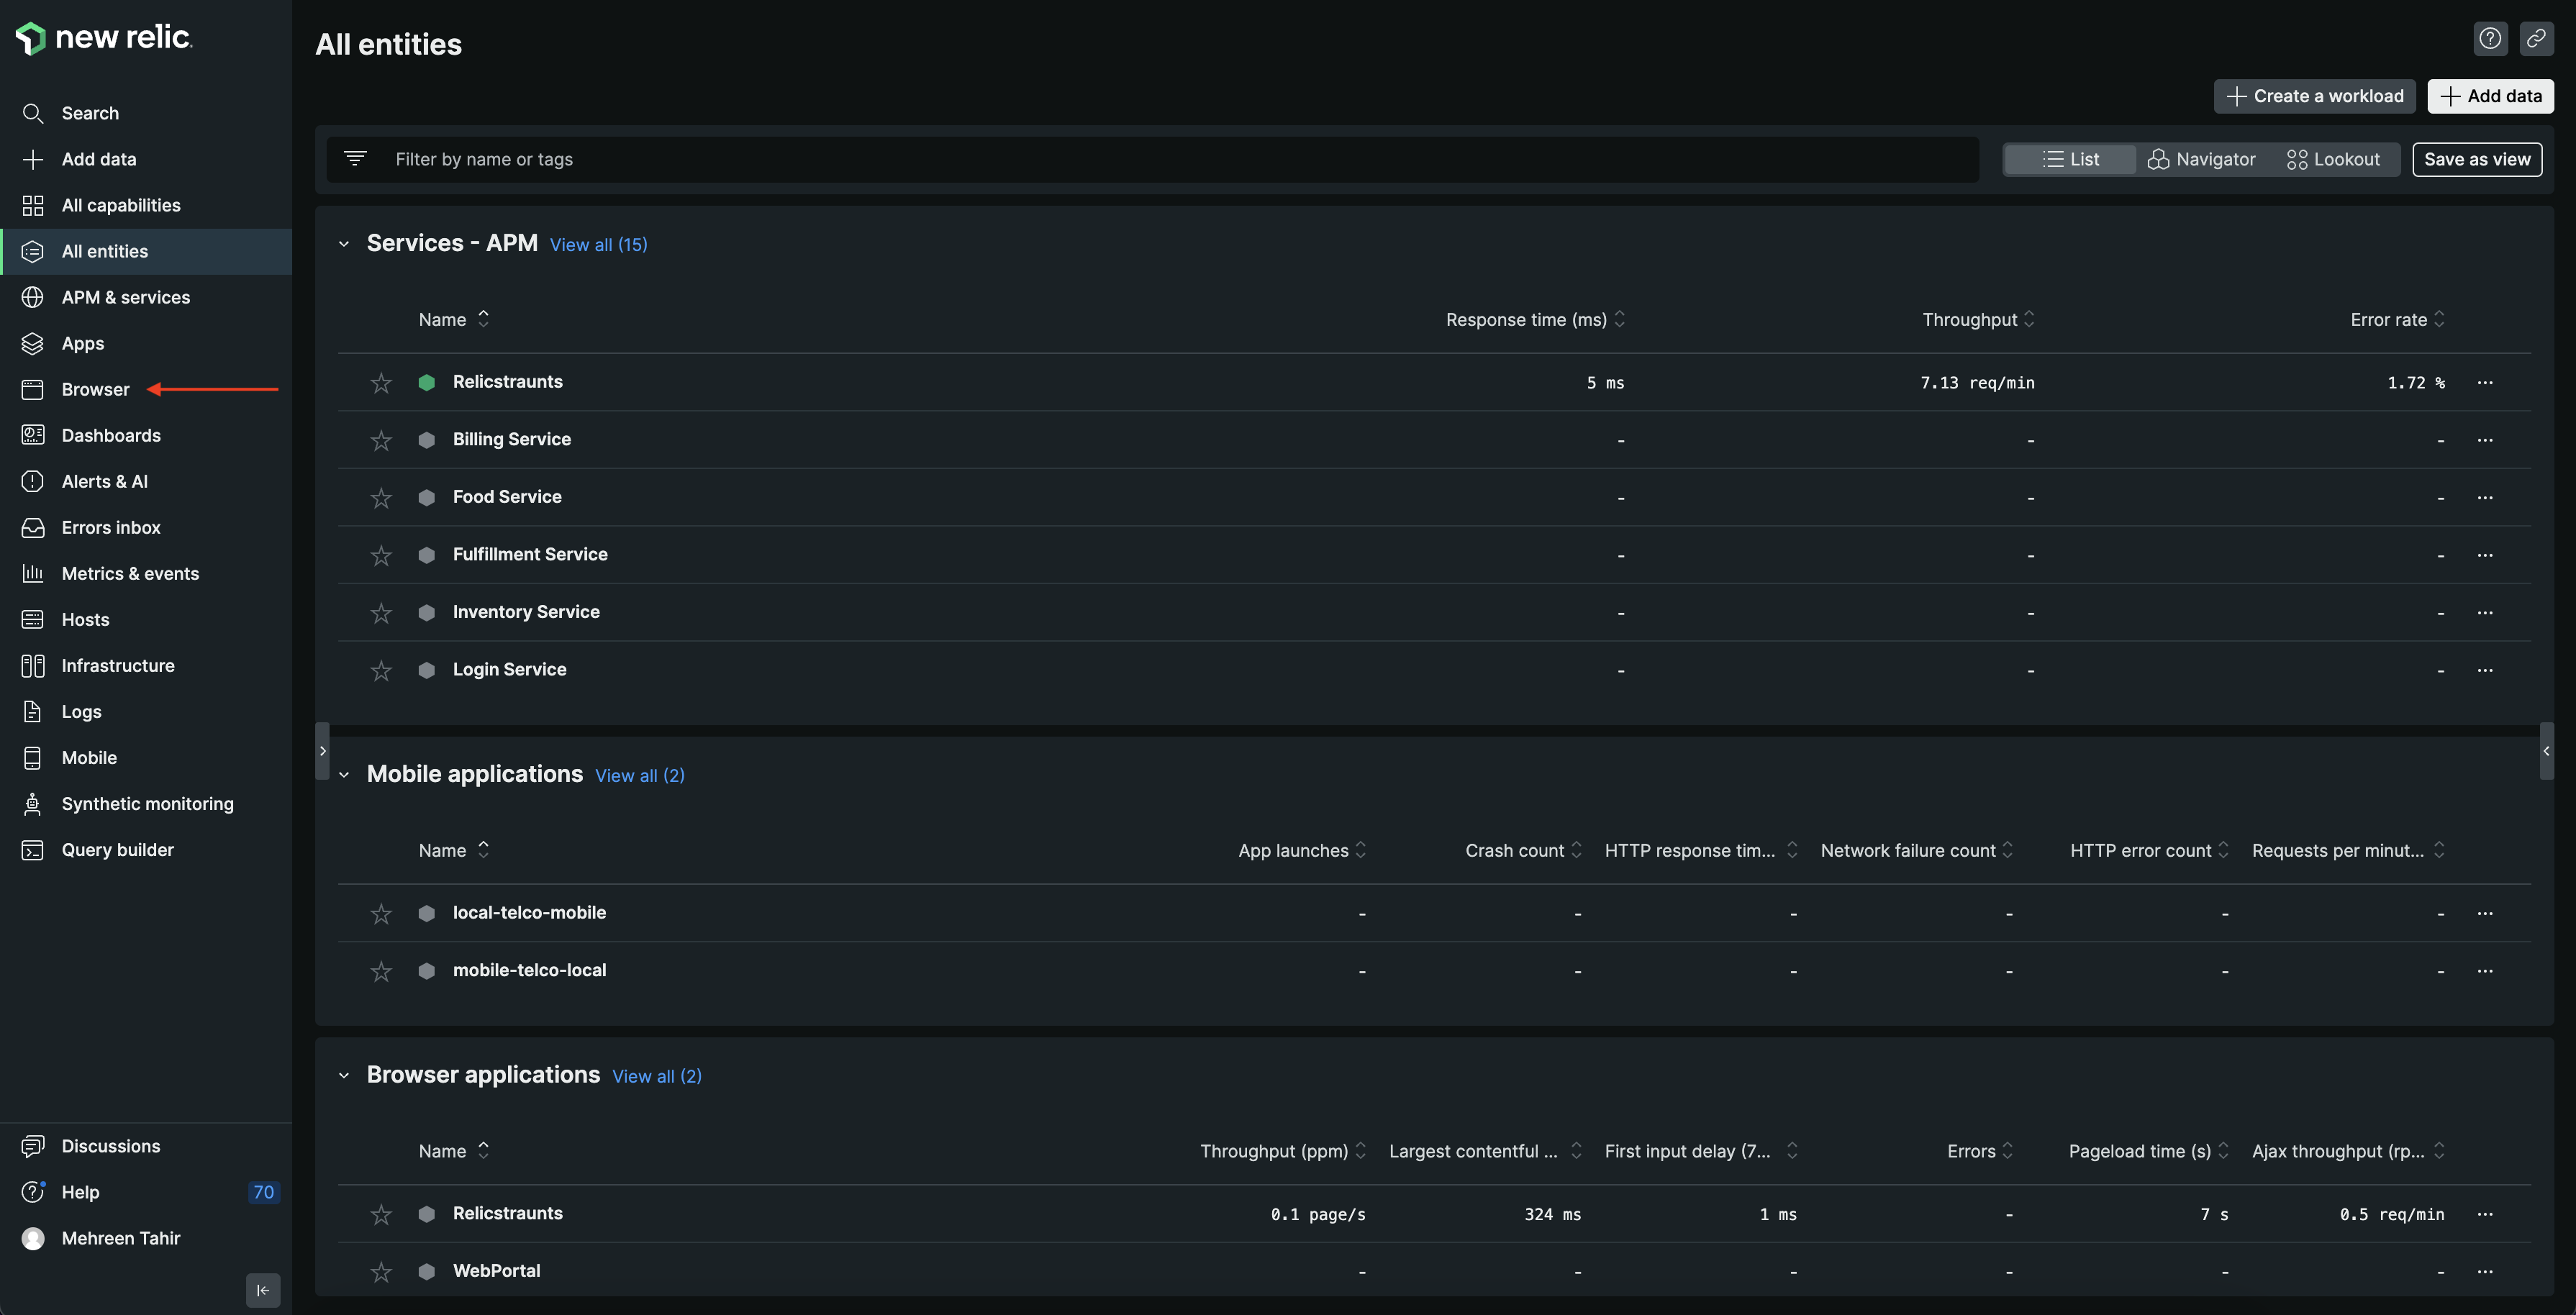 new relic.
Search
Add data
All capabilities
All entities
APM & services
Apps
Browser
Dashboards
Alerts & AI
Errors inbox
Metrics & events
Hosts
Infrastructure
Logs
Mobile
Synthetic monitoring
Query builder
Discussions
Help 70
Mehreen Tahir
All entities
Create a workload Add data
Filter by name or tags List Navigator Lookout Save as view
Services - APM View all (15)
Name Response time (ms) Throughput Error rate
Relicstraunts 5 ms 7.13 req/min 1.72 % ...
Billing Service - - - ...
Food Service - - - ...
Fulfillment Service - - - ...
Inventory Service - - - ...
Login Service - - - ...
Mobile applications View all (2)
Name App launches Crash count HTTP response tim... Network failure count HTTP error count Requests per minut...
local-telco-mobile - - - - - - ...
mobile-telco-local - - - - - - ...
Browser applications View all (2)
Name Throughput (ppm) Largest contentful ... First input delay (7... Errors Pageload time (s) Ajax throughput (rp...
Relicstraunts 0.1 page/s 324 ms 1 ms - 7 s 0.5 req/min ...
WebPortal - - - - - - ...